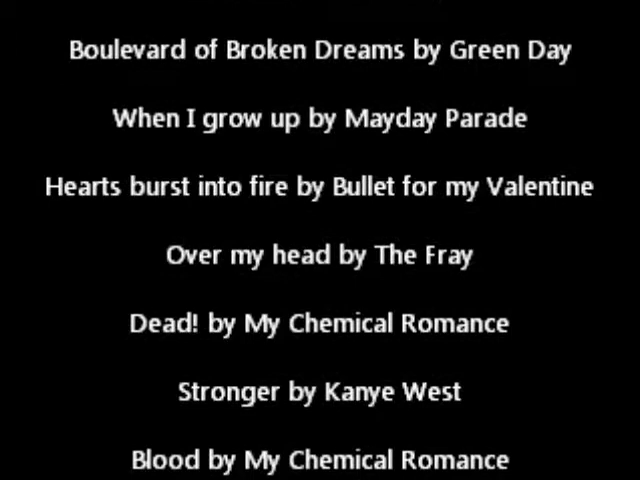 Boulevard of Broken Dreams by Green Day
When I grow up by Mayday Parade
Hearts burst into fire by Bullet for my Valentine
Over my head by The Fray
Dead! by My Chemical Romance
Stronger by Kanye West
Blood by My Chemical Romance